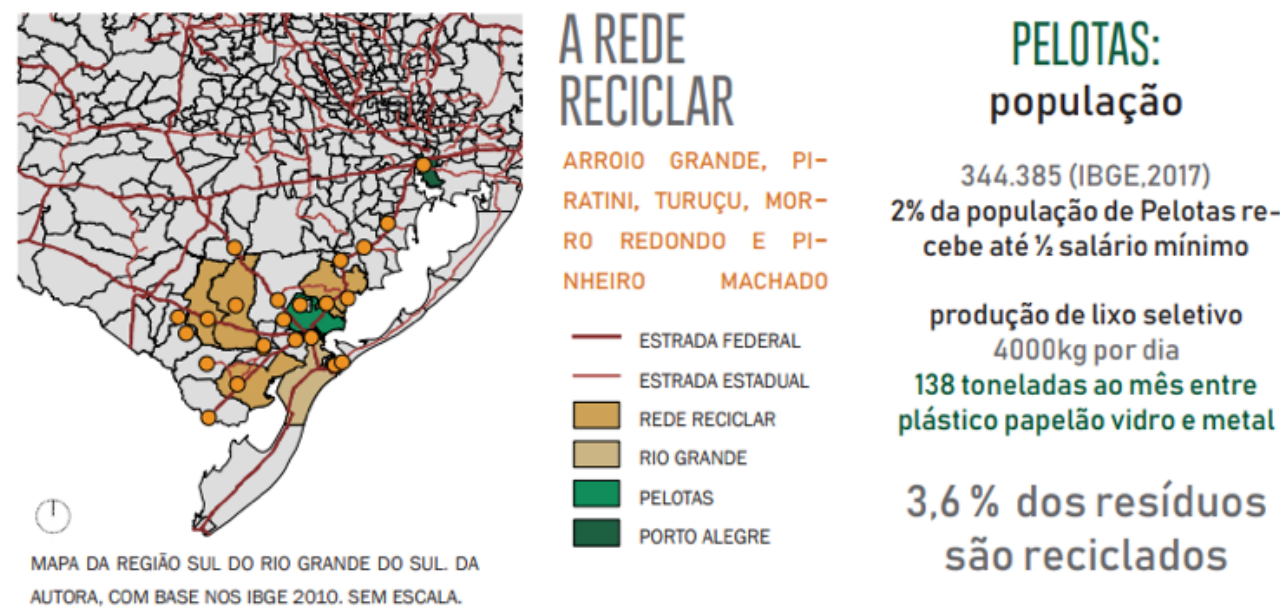 A REDE
RECICLAR
ARROIO GRANDE, PI-
RATINI, TURUÇU, MOR-
RO REDONDO E PI-
NHEIRO MACHADO
ESTRADA FEDERAL
ESTRADA ESTADUAL
REDE RECICLAR
RIO GRANDE
PELOTAS
PORTO ALEGRE
MAPA DA REGIÃO SUL DO RIO GRANDE DO SUL. DA
AUTORA, COM BASE NOS IBGE 2010. SEM ESCALA.
PELOTAS:
população
344.385 (IBGE,2017)
2% da população de Pelotas re-
cebe até ½ salário mínimo
produção de lixo seletivo
4000kg por dia
138 toneladas ao mês entre
plástico papelão vidro e metal
3,6 % dos resíduos
são reciclados